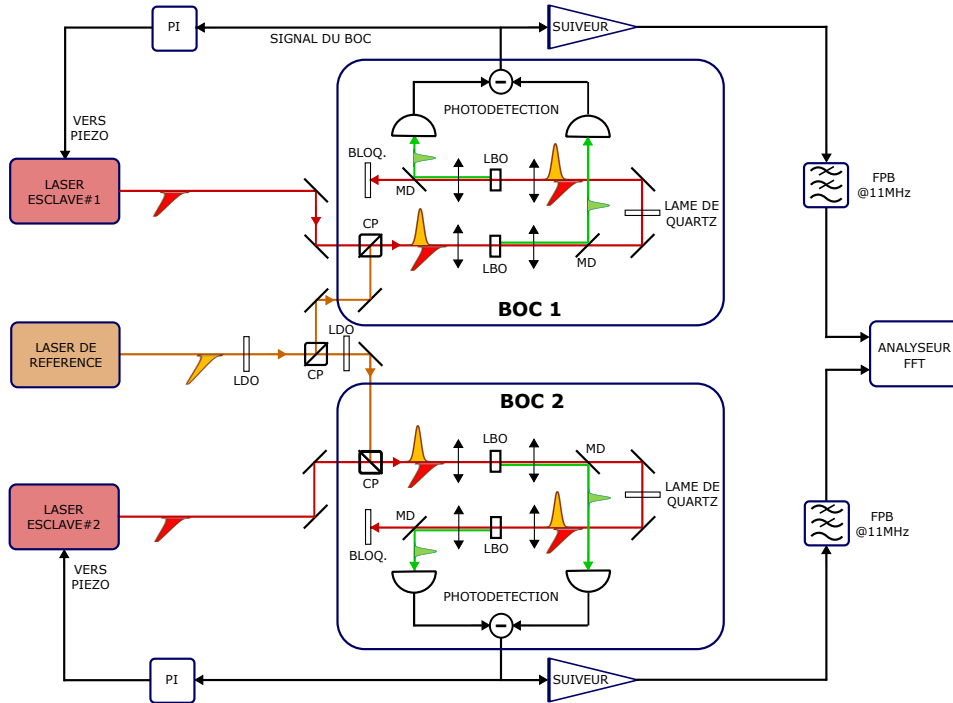 PI
SIGNAL DU BOC
SUIVEUR
VERS
PIEZO
PHOTODETECTION
LASER
ESCLAVE#1
BLOQ.
MD
LBO
LAME DE
QUARTZ
FPB
@11MHz
CP
LBO
MD
BOC 1
LASER DE
REFERENCE
LDO
CP
LDO
ANALYSEUR
FFT
BOC 2
LBO
MD
CP
LAME DE
QUARTZ
LASER
ESCLAVE#2
MD
BLOQ.
LBO
FPB
@11MHz
VERS
PIEZO
PHOTODETECTION
PI
SUIVEUR